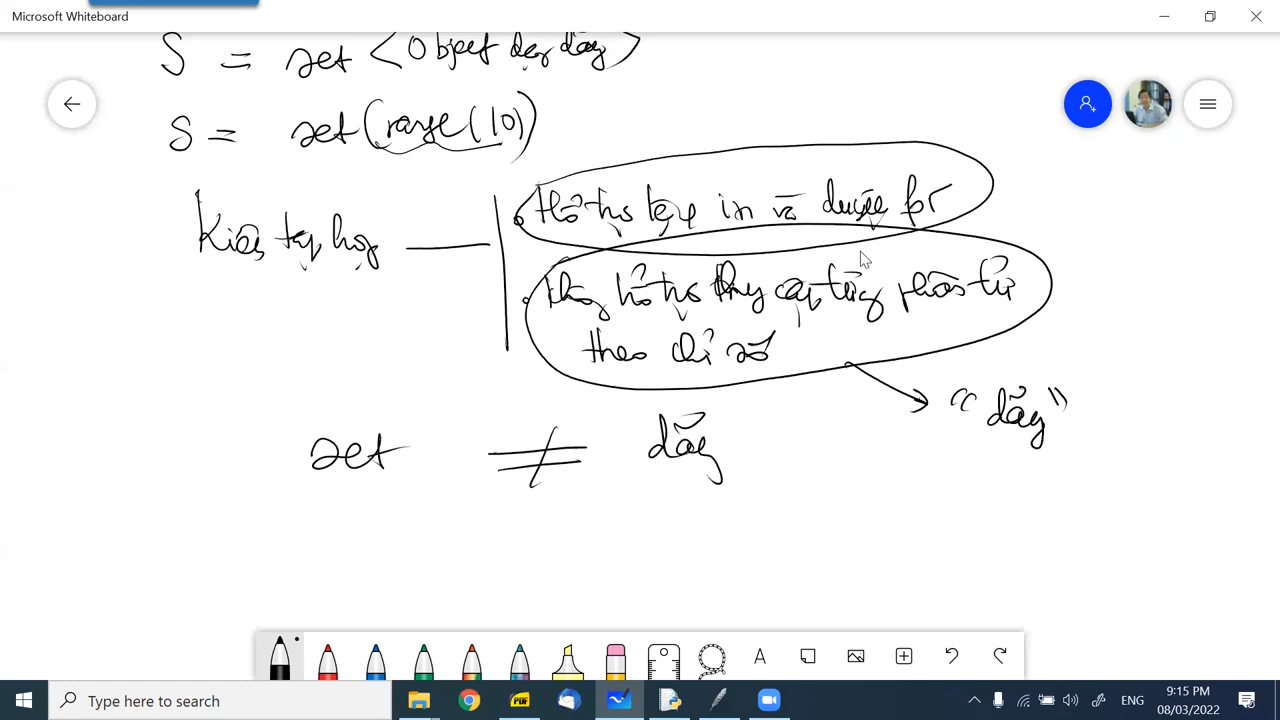 Microsoft Whiteboard
S = set <Object dạng dãy>
S = set(range(10))
Kiểu tập hợp
• Hỗ trợ lệnh in và duyệt for
• Không hỗ trợ truy cập từng phần tử
theo chỉ số
"dãy"
set ≠ dãy
A
Type here to search
PDF
ENG
9:15 PM
08/03/2022